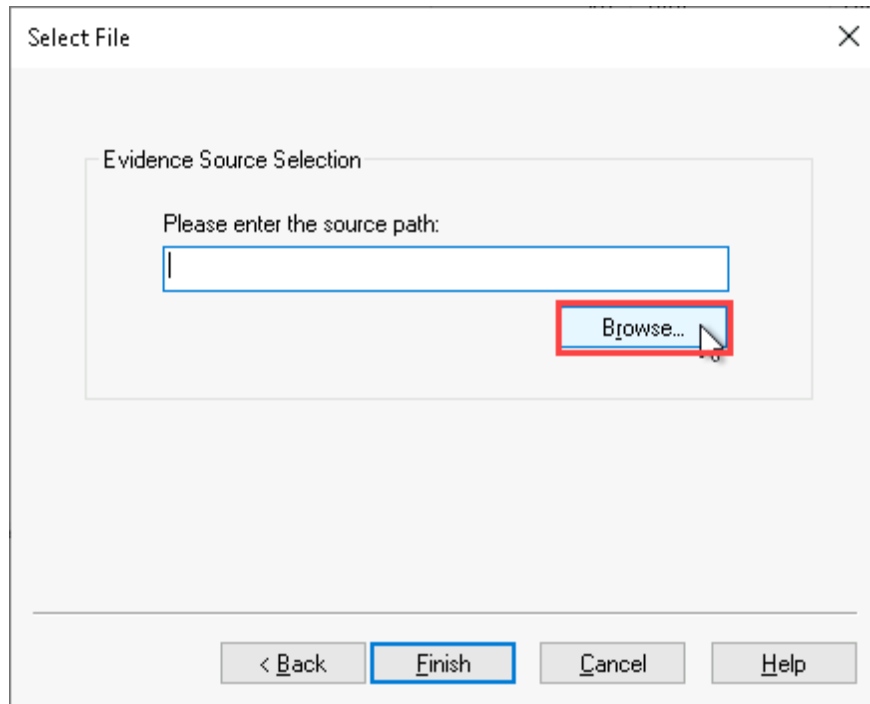 Select File
Evidence Source Selection
Please enter the source path:
Browse...
< Back
Finish
Cancel
Help